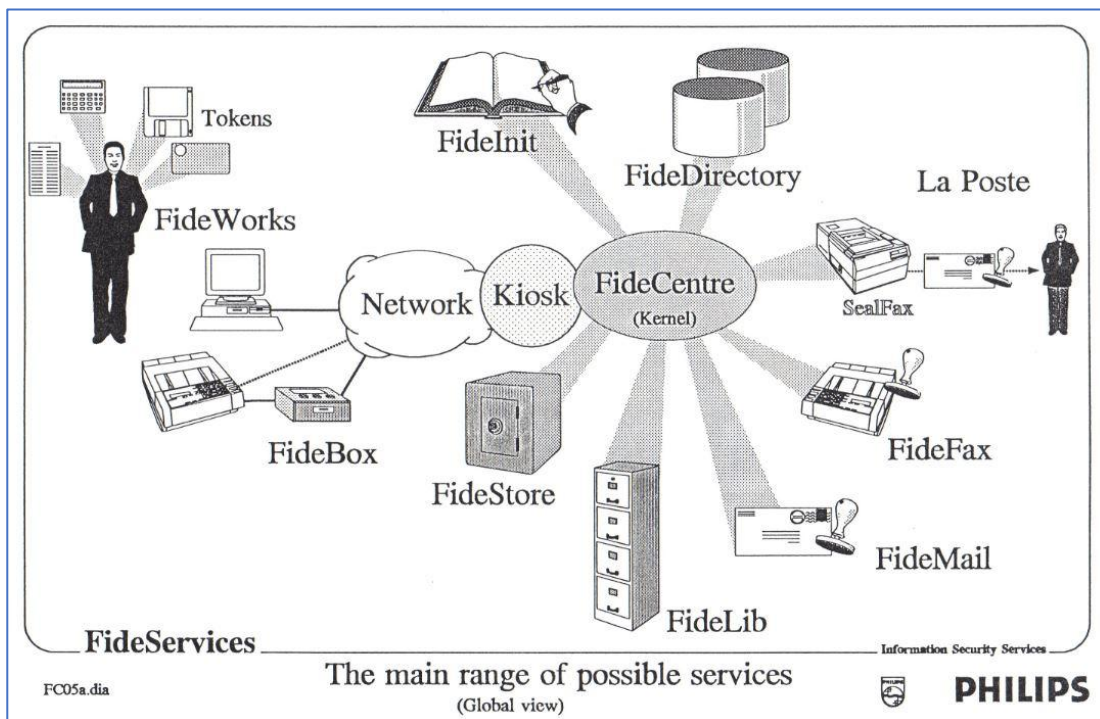 Tokens
FideInit
FideDirectory
La Poste
FideWorks
Network
Kiosk
FideCentre
(Kernel)
SealFax
FideBox
FideStore
FideFax
FideMail
FideLib
FideServices
Information Security Services
The main range of possible services
(Global view)
FC05a.dia
PHILIPS
PHILIPS